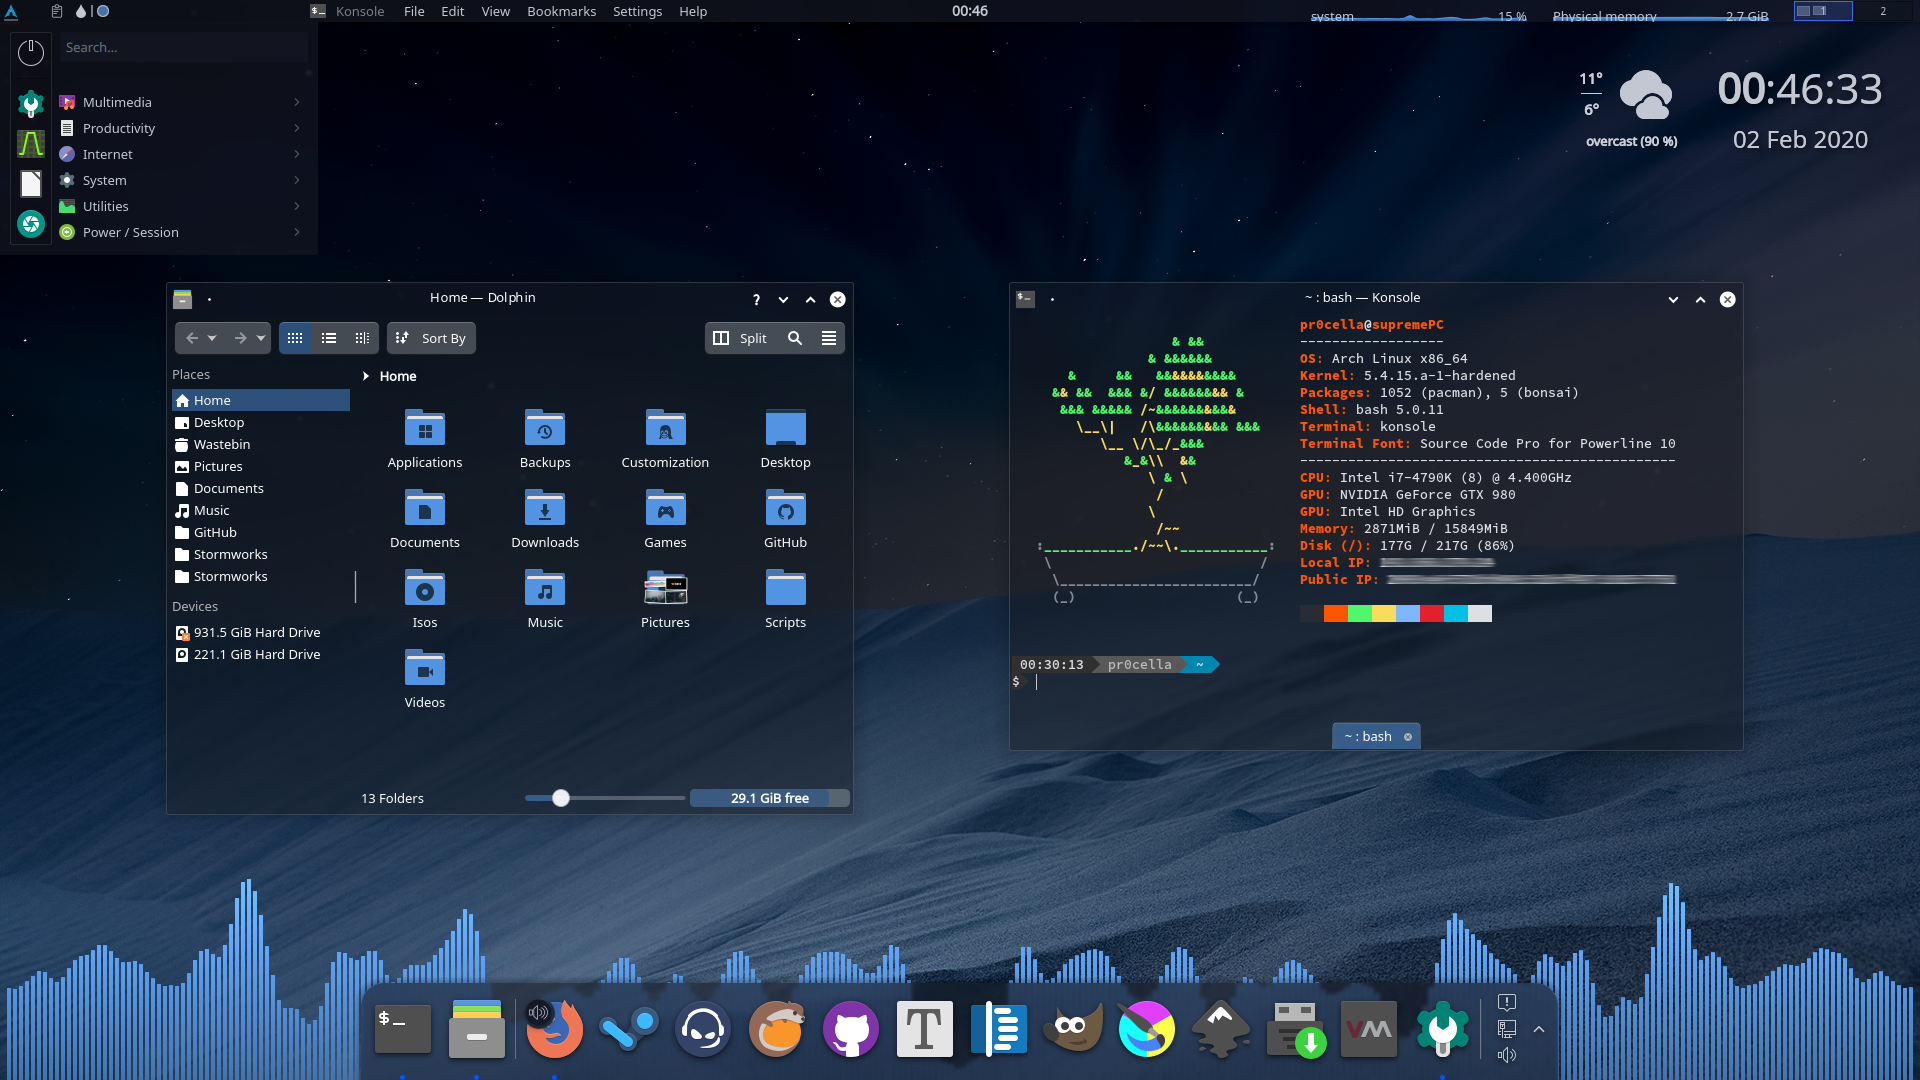 Konsole File Edit View Bookmarks Settings Help
00:46
system 15 %
Physical memory 2.7 GiB
1
2
Search...
Multimedia
Productivity
Internet
System
Utilities
Power / Session
11°
6°
overcast (90 %)
00:46:33
02 Feb 2020
Home — Dolphin
?
Sort By
Split
Places
Home
Desktop
Wastebin
Pictures
Documents
Music
GitHub
Stormworks
Stormworks
Devices
931.5 GiB Hard Drive
221.1 GiB Hard Drive
Home
Applications Backups Customization Desktop
Documents Downloads Games GitHub
Isos Music Pictures Scripts
Videos
13 Folders
29.1 GiB free
~ : bash — Konsole
pr0cella@supremePC
------------------
OS: Arch Linux x86_64
Kernel: 5.4.15.a-1-hardened
Packages: 1052 (pacman), 5 (bonsai)
Shell: bash 5.0.11
Terminal: konsole
Terminal Font: Source Code Pro for Powerline 10
-----------------------------------------------
CPU: Intel i7-4790K (8) @ 4.400GHz
GPU: NVIDIA GeForce GTX 980
GPU: Intel HD Graphics
Memory: 2871MiB / 15849MiB
Disk (/): 177G / 217G (86%)
Local IP:
Public IP:
00:30:13 pr0cella ~
$
~ : bash
$_
T
VM